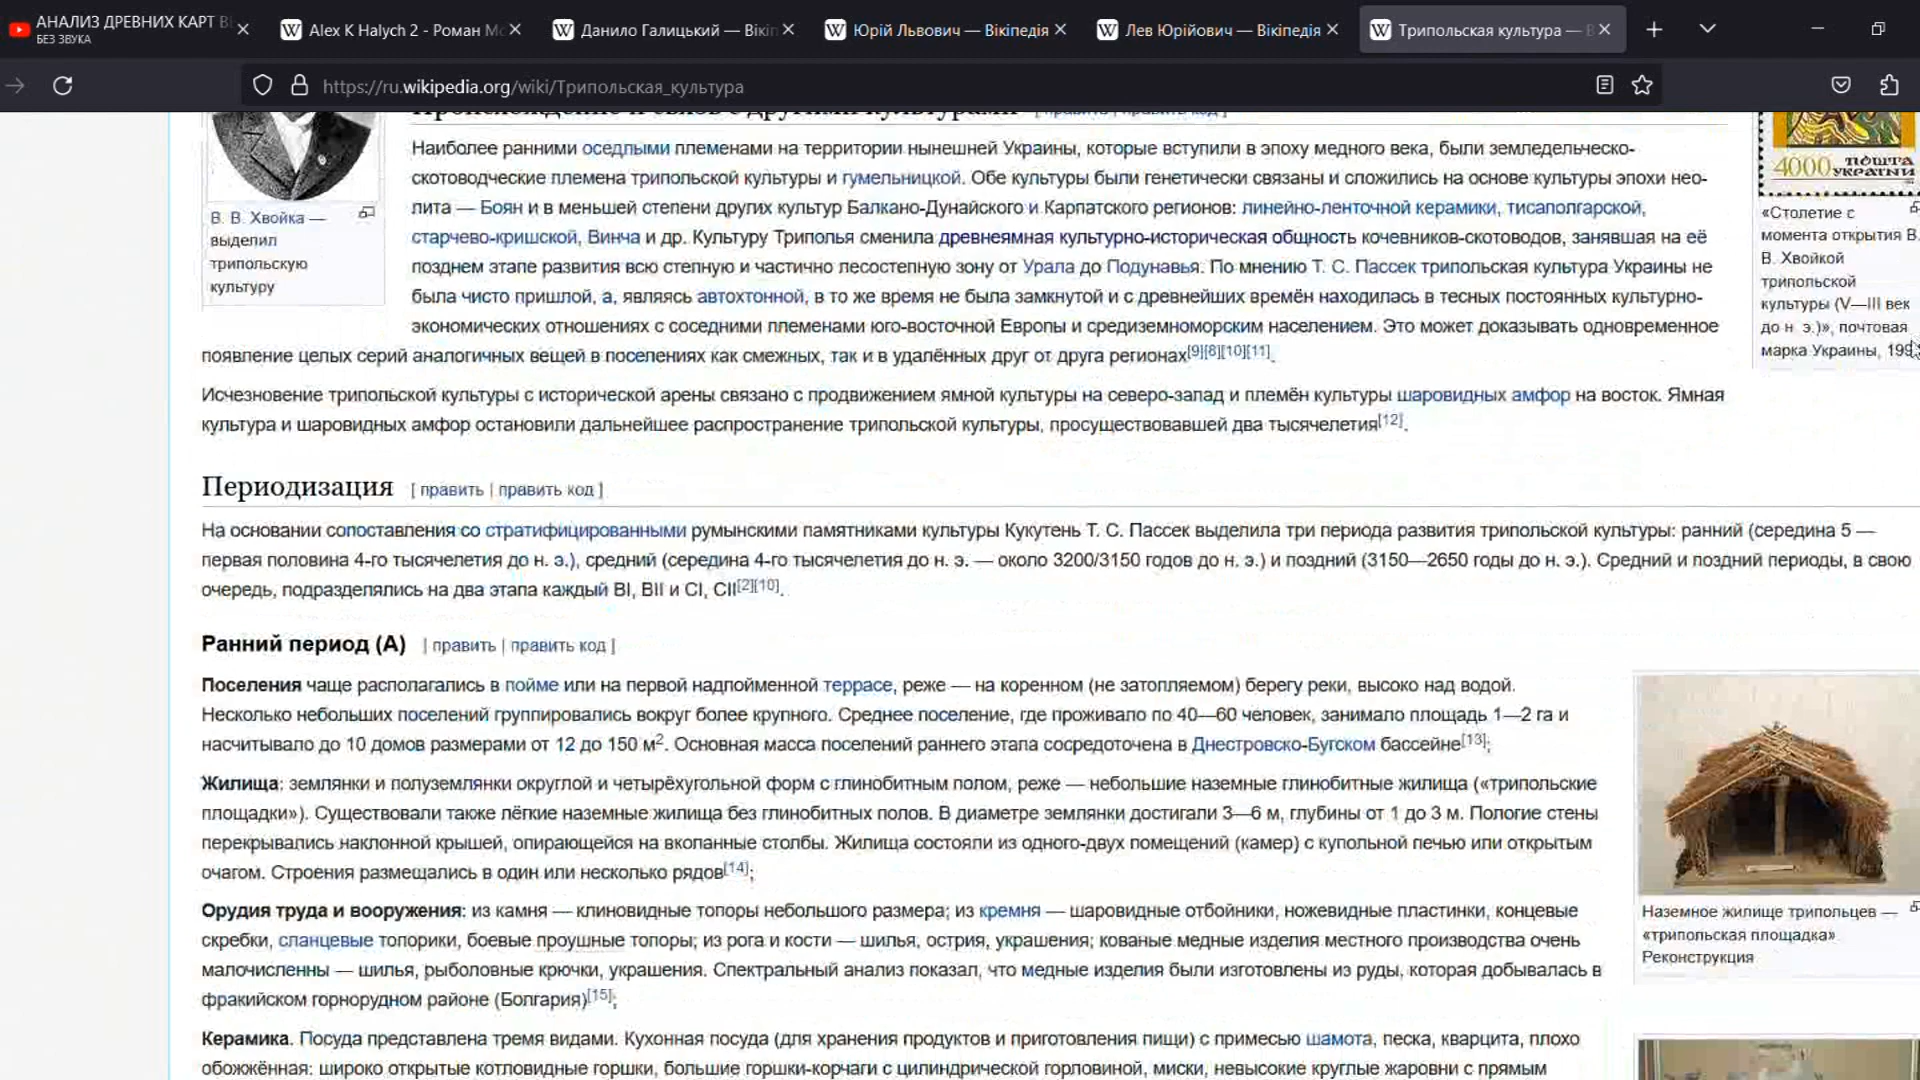 АНАЛИЗ ДРЕВНИХ КАРТ В
БЕЗ ЗВУКА
Alex K Halych 2 - Роман Мс
Данило Галицький — Вікіп
Юрій Львович — Вікіпедія
Лев Юрійович — Вікіпедія
Трипольская культура — В
https://ru.wikipedia.org/wiki/Трипольская_культура
Происхождение и связь с другими культурами [ править | править код ]
Наиболее ранними оседлыми племенами на территории нынешней Украины, которые вступили в эпоху медного века, были земледельческо-
скотоводческие племена трипольской культуры и гумельницкой. Обе культуры были генетически связаны и сложились на основе культуры эпохи нео-
лита — Боян и в меньшей степени других культур Балкано-Дунайского и Карпатского регионов: линейно-ленточной керамики, тисаполгарской,
старчево-кришской, Винча и др. Культуру Триполья сменила древнеямная культурно-историческая общность кочевников-скотоводов, занявшая на её
позднем этапе развития всю степную и частично лесостепную зону от Урала до Подунавья. По мнению Т. С. Пассек трипольская культура Украины не
была чисто пришлой, а, являясь автохтонной, в то же время не была замкнутой и с древнейших времён находилась в тесных постоянных культурно-
экономических отношениях с соседними племенами юго-восточной Европы и средиземноморским населением. Это может доказывать одновременное
появление целых серий аналогичных вещей в поселениях как смежных, так и в удалённых друг от друга регионах[9][8][10][11].
В. В. Хвойка —
выделил
трипольскую
культуру
4000 пошта
україни
«Столетие с
момента открытия В.
В. Хвойкой
трипольской
культуры (V—III век
до н. э.)», почтовая
марка Украины, 199
Исчезновение трипольской культуры с исторической арены связано с продвижением ямной культуры на северо-запад и племён культуры шаровидных амфор на восток. Ямная
культура и шаровидных амфор остановили дальнейшее распространение трипольской культуры, просуществовавшей два тысячелетия[12].
Периодизация [ править | править код ]
На основании сопоставления со стратифицированными румынскими памятниками культуры Кукутень Т. С. Пассек выделила три периода развития трипольской культуры: ранний (середина 5 —
первая половина 4-го тысячелетия до н. э.), средний (середина 4-го тысячелетия до н. э. — около 3200/3150 годов до н. э.) и поздний (3150—2650 годы до н. э.). Средний и поздний периоды, в свою
очередь, подразделялись на два этапа каждый BI, BII и CI, CII[2][10].
Ранний период (А) [ править | править код ]
Поселения чаще располагались в пойме или на первой надпойменной террасе, реже — на коренном (не затопляемом) берегу реки, высоко над водой.
Несколько небольших поселений группировались вокруг более крупного. Среднее поселение, где проживало по 40—60 человек, занимало площадь 1—2 га и
насчитывало до 10 домов размерами от 12 до 150 м2. Основная масса поселений раннего этапа сосредоточена в Днестровско-Бугском бассейне[13];
Жилища: землянки и полуземлянки округлой и четырёхугольной форм с глинобитным полом, реже — небольшие наземные глинобитные жилища («трипольские
площадки»). Существовали также лёгкие наземные жилища без глинобитных полов. В диаметре землянки достигали 3—6 м, глубины от 1 до 3 м. Пологие стены
перекрывались наклонной крышей, опирающейся на вкопанные столбы. Жилища состояли из одного-двух помещений (камер) с купольной печью или открытым
очагом. Строения размещались в один или несколько рядов[14];
Орудия труда и вооружения: из камня — клиновидные топоры небольшого размера; из кремня — шаровидные отбойники, ножевидные пластинки, концевые
скребки, сланцевые топорики, боевые проушные топоры; из рога и кости — шилья, острия, украшения; кованые медные изделия местного производства очень
малочисленны — шилья, рыболовные крючки, украшения. Спектральный анализ показал, что медные изделия были изготовлены из руды, которая добывалась в
фракийском горнорудном районе (Болгария)[15];
Наземное жилище трипольцев —
«трипольская площадка»
Реконструкция
Керамика. Посуда представлена тремя видами. Кухонная посуда (для хранения продуктов и приготовления пищи) с примесью шамота, песка, кварцита, плохо
обожжённая: широко открытые котловидные горшки, большие горшки-корчаги с цилиндрической горловиной, миски, невысокие круглые жаровни с прямым